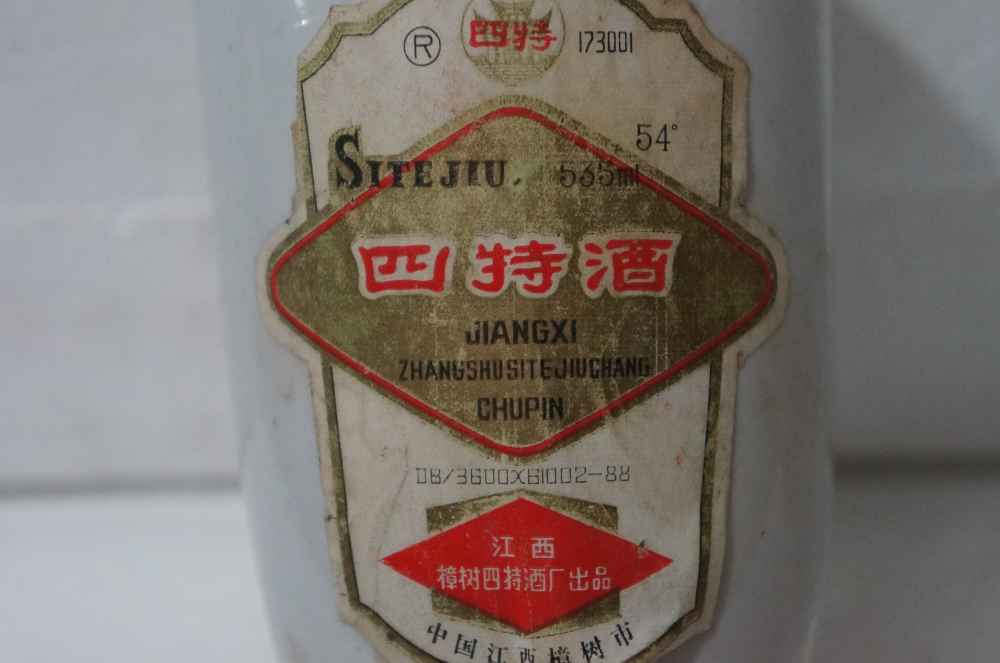 ® 四特 173001
54°
SITEJIU. 535ml
四特酒
JIANGXI
ZHANGSHUSITEJIUCHANG
CHUPIN
DB/3600X61002-88
江西
樟树四特酒厂出品
中国江西樟树市